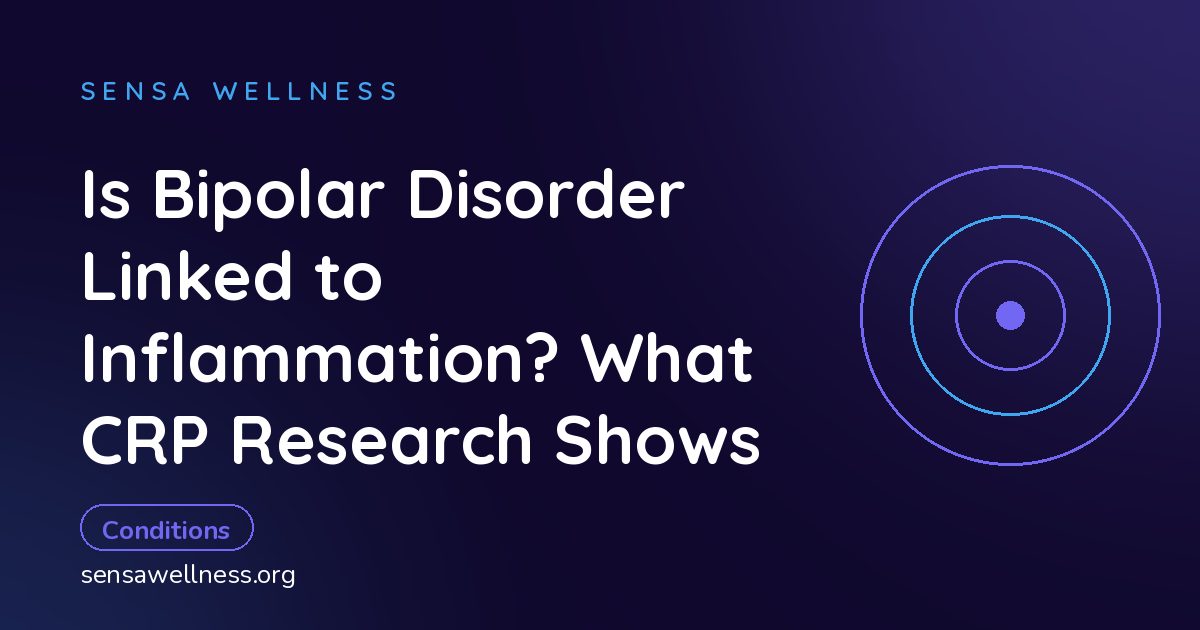 SENSA WELLNESS
Is Bipolar Disorder
Linked to
Inflammation? What
CRP Research Shows
Conditions
sensawellness.org